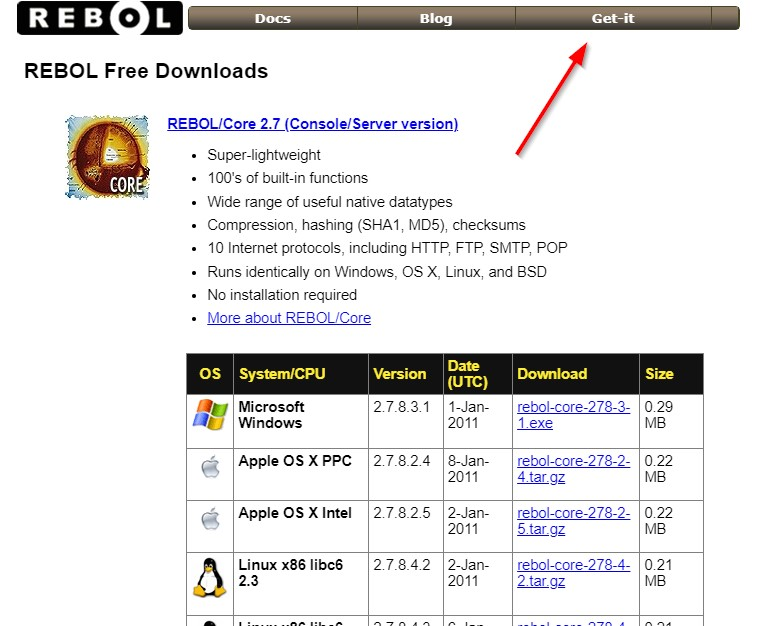 REBOL
Docs Blog Get-it
REBOL Free Downloads
CORE
REBOL/Core 2.7 (Console/Server version)
Super-lightweight
100's of built-in functions
Wide range of useful native datatypes
Compression, hashing (SHA1, MD5), checksums
10 Internet protocols, including HTTP, FTP, SMTP, POP
Runs identically on Windows, OS X, Linux, and BSD
No installation required
More about REBOL/Core
OS System/CPU Version Date (UTC) Download Size
Microsoft Windows 2.7.8.3.1 1-Jan-2011 rebol-core-278-3-1.exe 0.29 MB
Apple OS X PPC 2.7.8.2.4 8-Jan-2011 rebol-core-278-2-4.tar.gz 0.22 MB
Apple OS X Intel 2.7.8.2.5 2-Jan-2011 rebol-core-278-2-5.tar.gz 0.22 MB
Linux x86 libc6 2.3 2.7.8.4.2 2-Jan-2011 rebol-core-278-4-2.tar.gz 0.21 MB